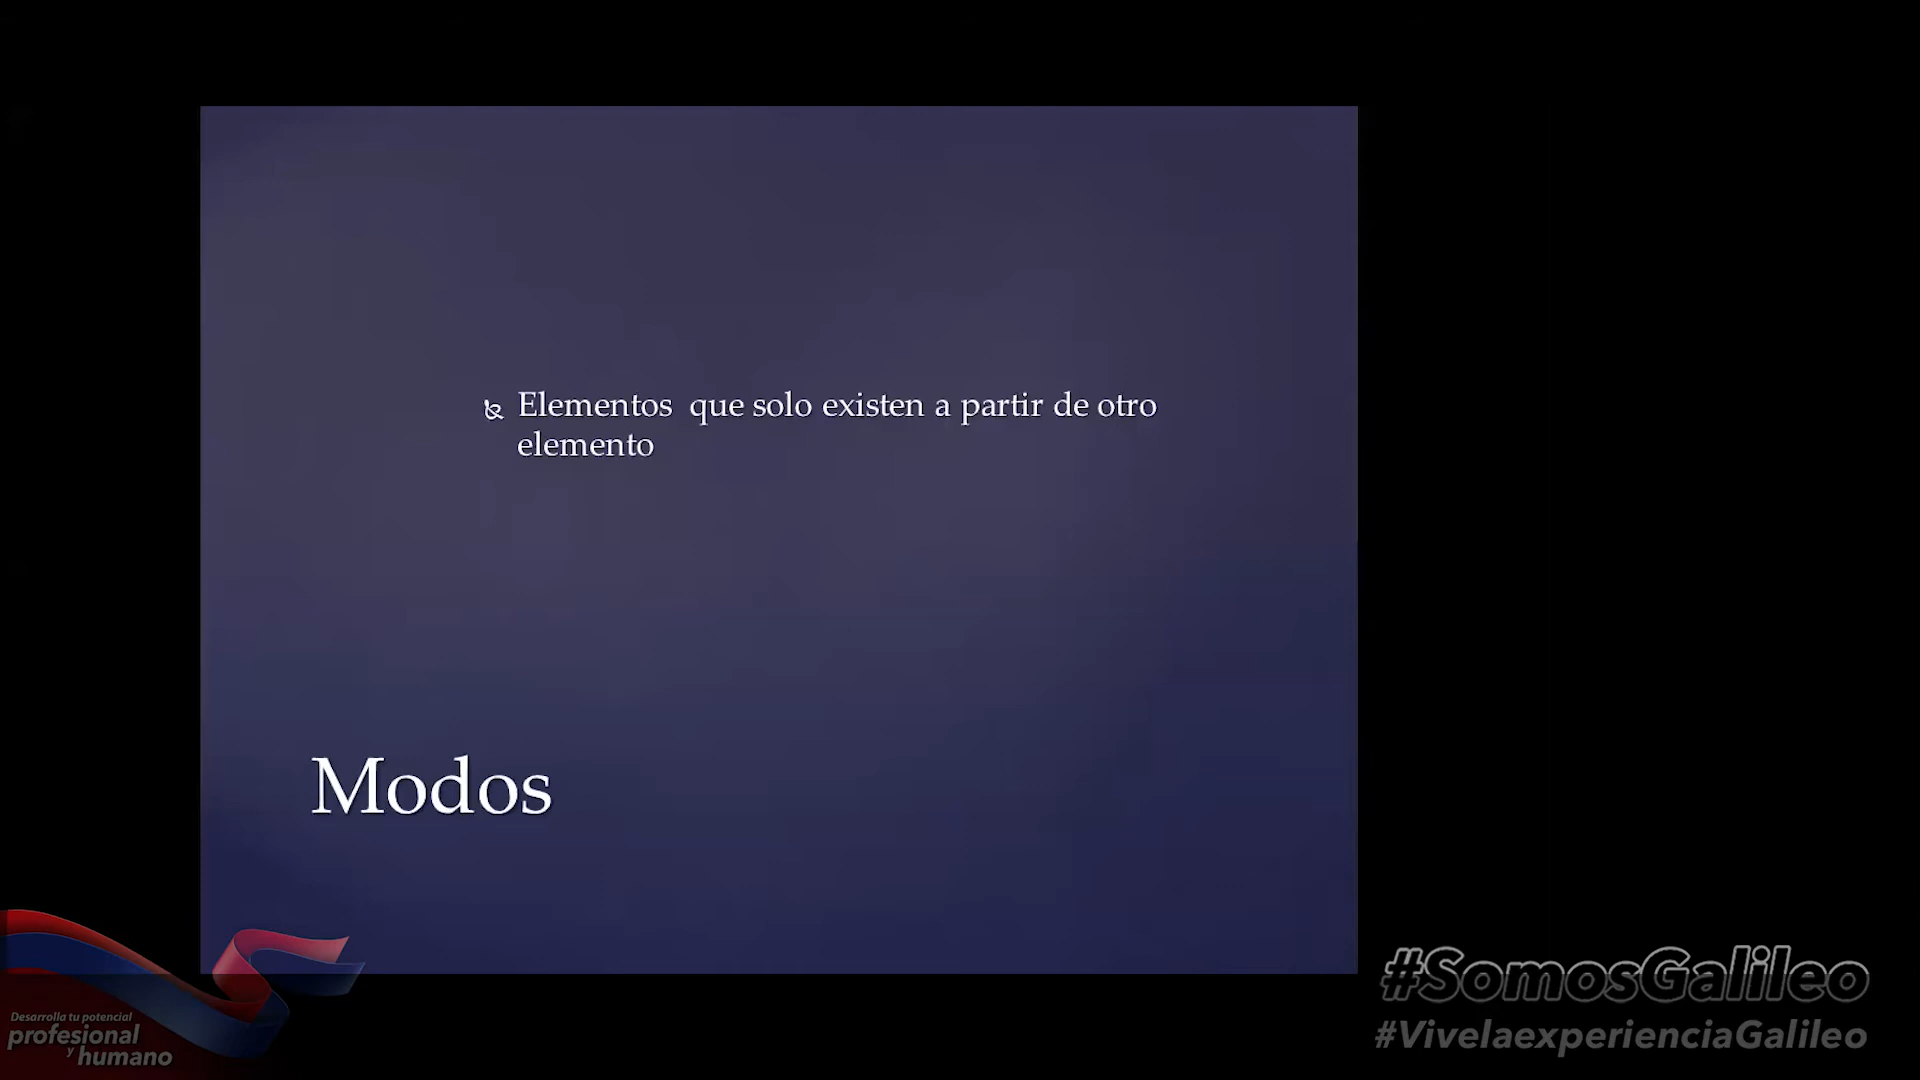 Elementos que solo existen a partir de otro
elemento
Modos
Desarrolla tu potencial
profesional
y humano
#SomosGalileo
#VivelaexperienciaGalileo